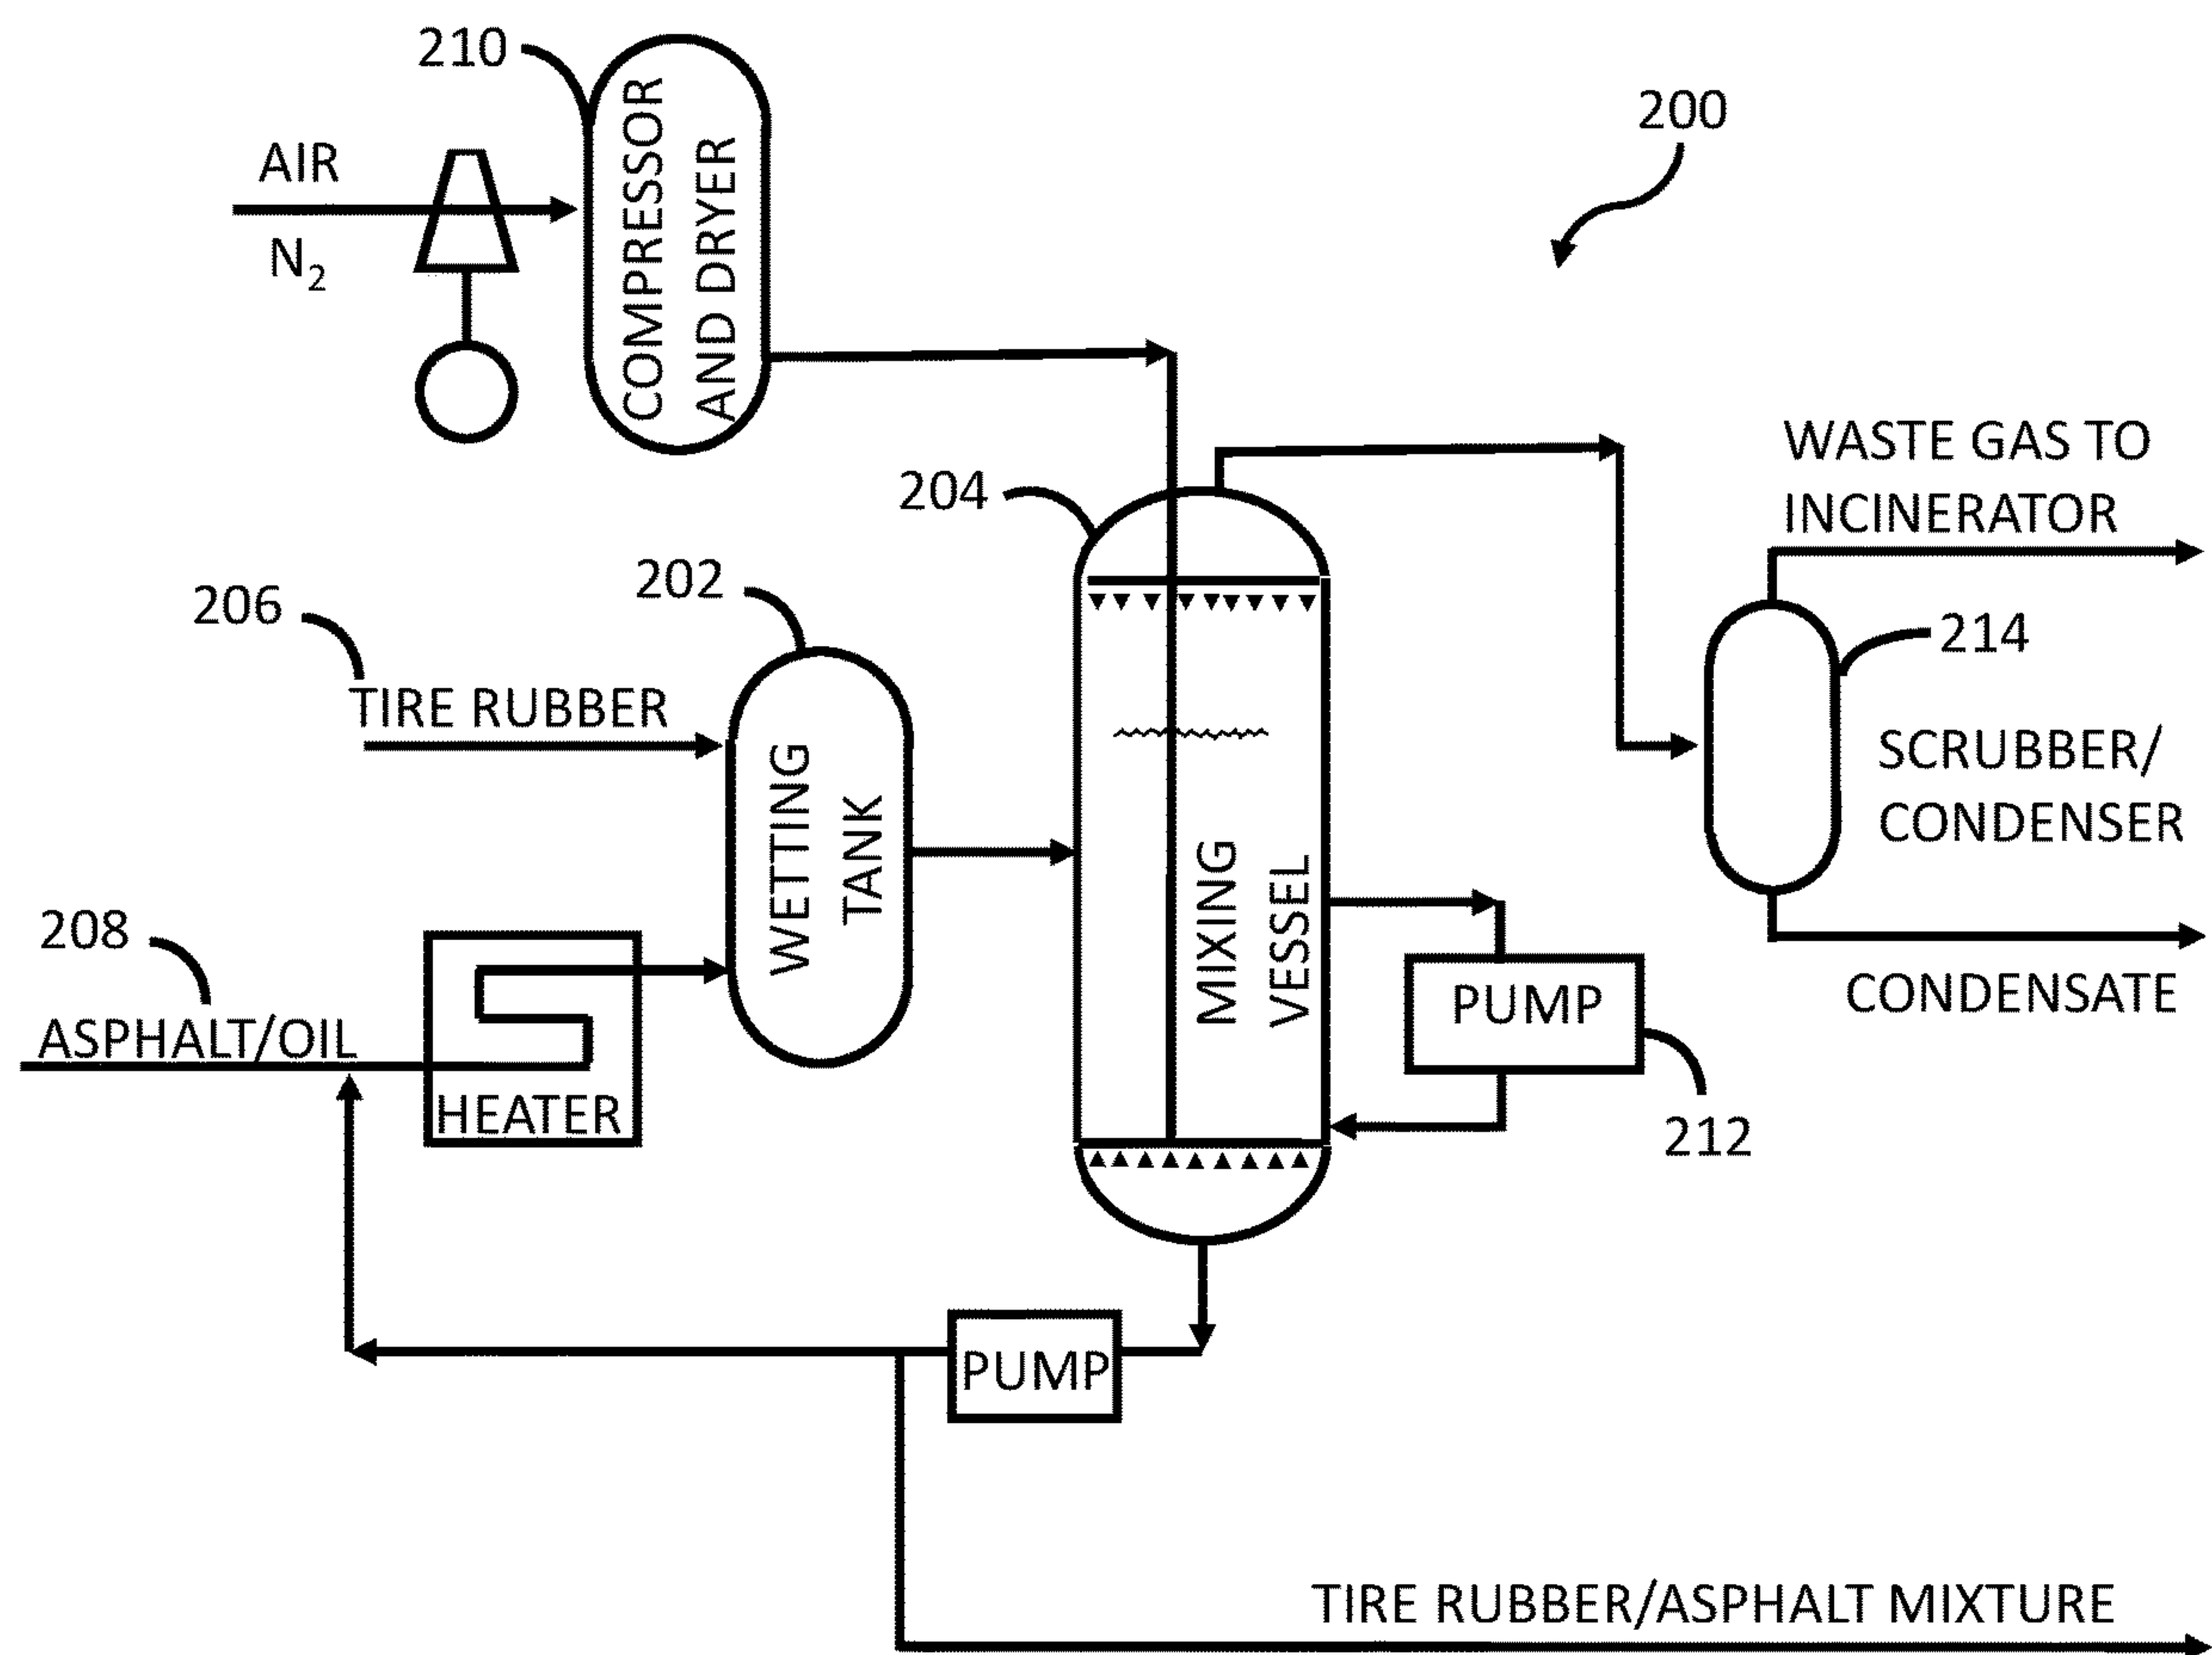 210
COMPRESSOR
AND DRYER
200
AIR
N₂
WASTE GAS TO
INCINERATOR
204
202
206
214
TIRE RUBBER
SCRUBBER/
CONDENSER
WETTING
TANK
MIXING
VESSEL
208
PUMP
CONDENSATE
ASPHALT/OIL
HEATER
212
PUMP
TIRE RUBBER/ASPHALT MIXTURE